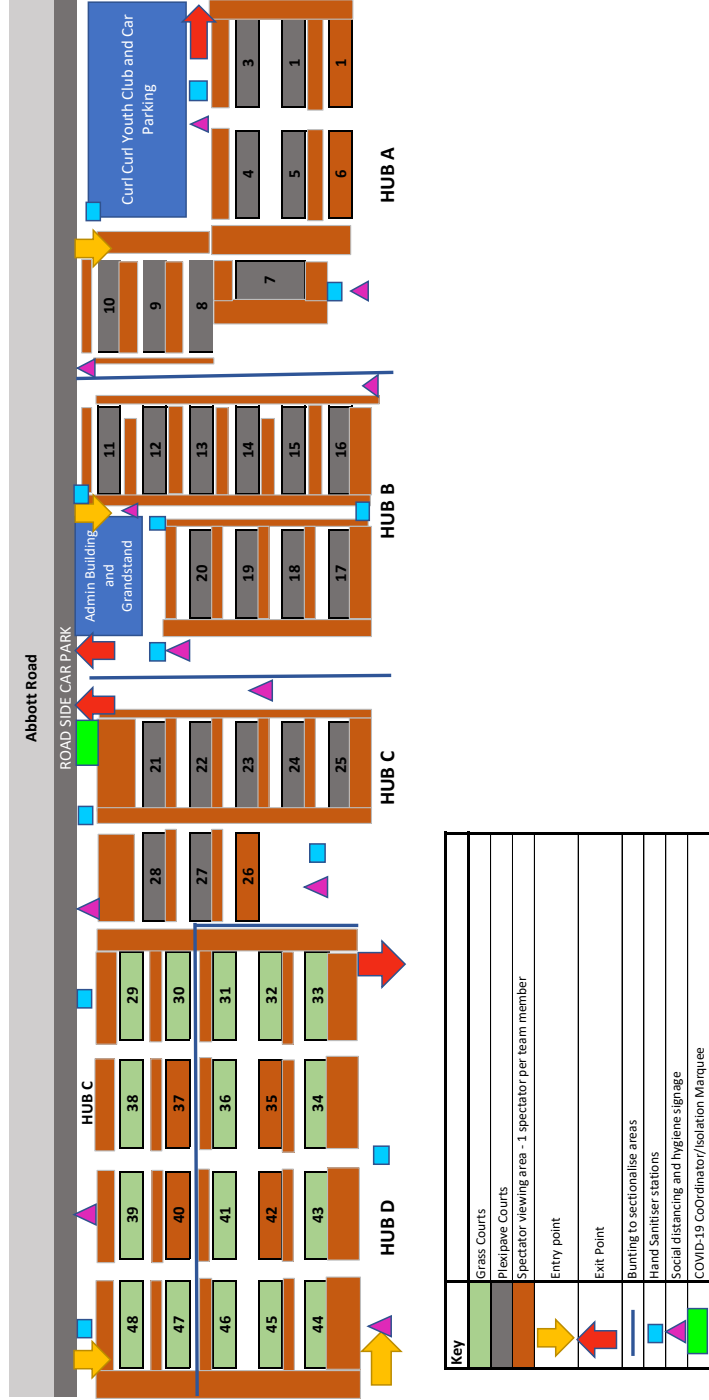 Abbott Road
ROAD SIDE CAR PARK
Curl Curl Youth Club and Car
Parking
Admin Building
and
Grandstand
HUB C
48
47
46
45
44
39
40
41
42
43
38
37
36
35
34
29
30
31
32
33
HUB D
28
27
26
21
22
23
24
25
HUB C
20
19
18
17
11
12
13
14
15
16
HUB B
10
9
8
7
4
5
6
3
1
1
HUB A
Key
Grass Courts
Plexipave Courts
Spectator viewing area - 1 spectator per team member
Entry point
Exit Point
Bunting to sectionalise areas
Hand Sanitiser stations
Social distancing and hygiene signage
COVID-19 CoOrdinator/Isolation Marquee